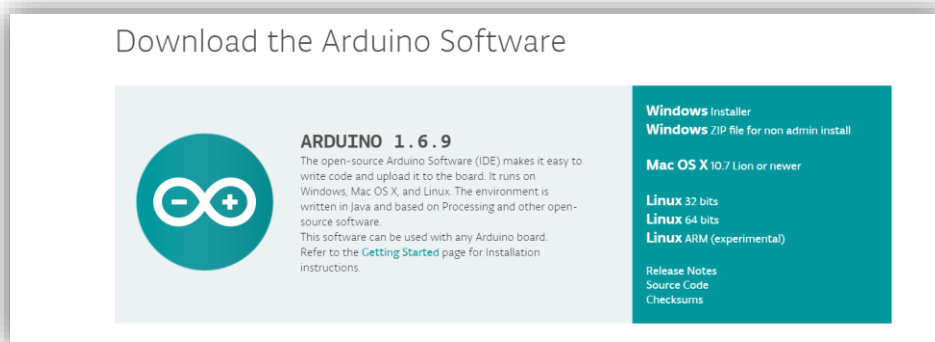 Download the Arduino Software
ARDUINO 1.6.9
The open-source Arduino Software (IDE) makes it easy to
write code and upload it to the board. It runs on
Windows, Mac OS X, and Linux. The environment is
written in Java and based on Processing and other open-
source software.
This software can be used with any Arduino board.
Refer to the Getting Started page for Installation
instructions.
Windows Installer
Windows ZIP file for non admin install
Mac OS X 10.7 Lion or newer
Linux 32 bits
Linux 64 bits
Linux ARM (experimental)
Release Notes
Source Code
Checksums